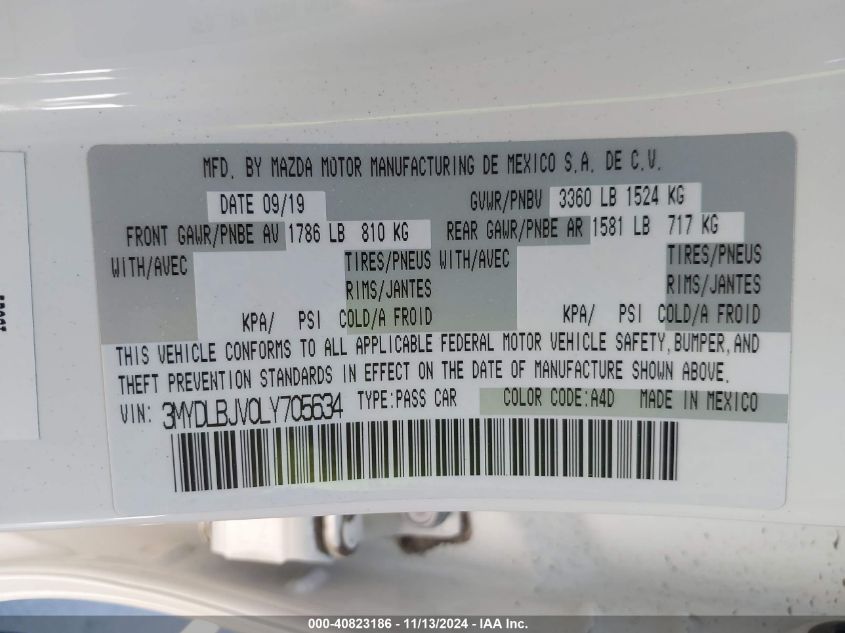 MFD. BY MAZDA MOTOR MANUFACTURING DE MEXICO S.A. DE C.V.
DATE 09/19 GVWR/PNBV 3360 LB 1524 KG
FRONT GAWR/PNBE AV 1786 LB 810 KG REAR GAWR/PNBE AR 1581 LB 717 KG
WITH/AVEC TIRES/PNEUS WITH/AVEC TIRES/PNEUS
RIMS/JANTES RIMS/JANTES
KPA/ PSI COLD/A FROID KPA/ PSI COLD/A FROID
THIS VEHICLE CONFORMS TO ALL APPLICABLE FEDERAL MOTOR VEHICLE SAFETY, BUMPER, AND
THEFT PREVENTION STANDARDS IN EFFECT ON THE DATE OF MANUFACTURE SHOWN ABOVE.
VIN: 3MYDLBJV0LY705634 TYPE:PASS CAR COLOR CODE:A4D MADE IN MEXICO
000-40823186 - 11/13/2024 - IAA Inc.